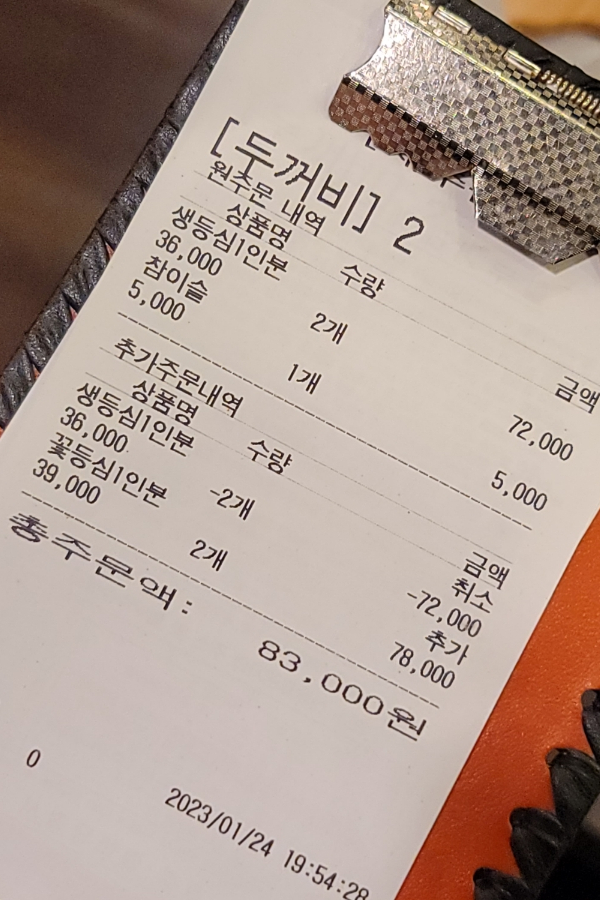 [두꺼비] 2
원주문 내역
상품명 수량 금액
생등심1인분
36,000 2개 72,000
참이슬
5,000 1개 5,000
추가주문내역
상품명 수량 금액
생등심1인분 취소
36,000 -2개 -72,000
꽃등심1인분 추가
39,000 2개 78,000
총주문액:
83,000원
0
2023/01/24 19:54:28